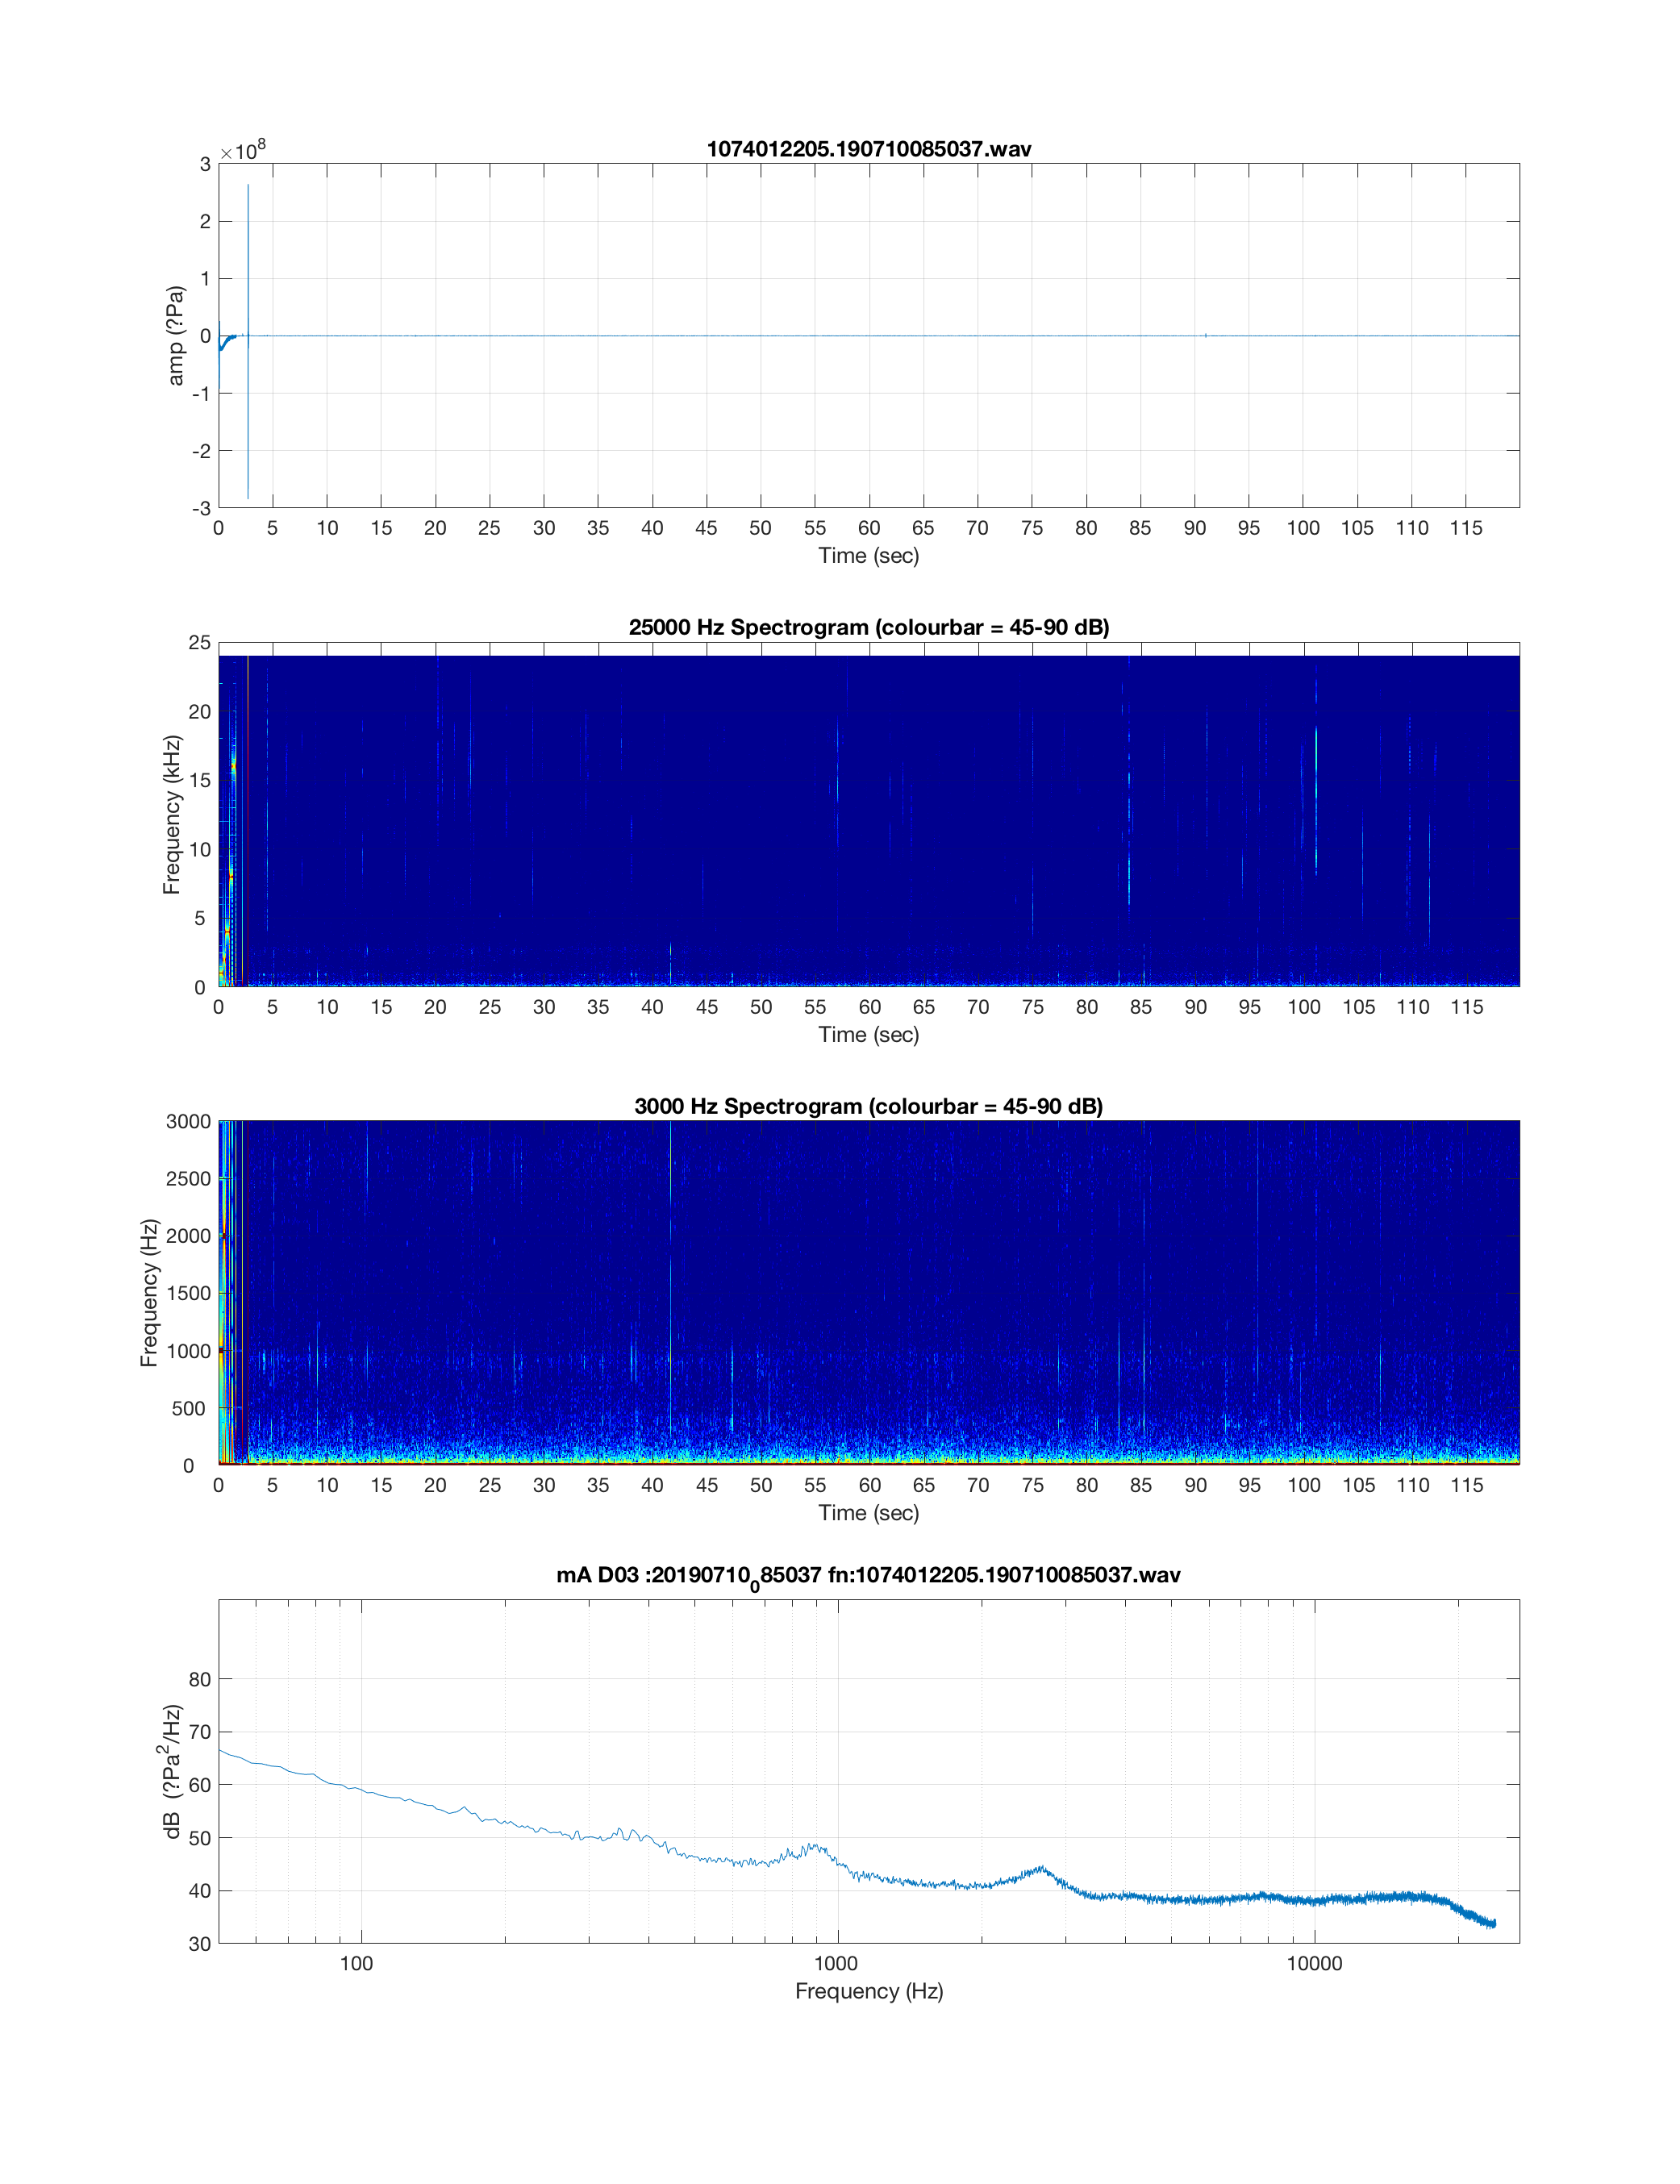 1074012205.190710085037.wav
×10⁸
3
2
1
0
-1
-2
-3
amp (?Pa)
0 5 10 15 20 25 30 35 40 45 50 55 60 65 70 75 80 85 90 95 100 105 110 115
Time (sec)
25000 Hz Spectrogram (colourbar = 45-90 dB)
25
20
15
10
5
0
Frequency (kHz)
0 5 10 15 20 25 30 35 40 45 50 55 60 65 70 75 80 85 90 95 100 105 110 115
Time (sec)
3000 Hz Spectrogram (colourbar = 45-90 dB)
3000
2500
2000
1500
1000
500
0
Frequency (Hz)
0 5 10 15 20 25 30 35 40 45 50 55 60 65 70 75 80 85 90 95 100 105 110 115
Time (sec)
mA D03 :20190710₀85037 fn:1074012205.190710085037.wav
80
70
60
50
40
30
dB (?Pa²/Hz)
100 1000 10000
Frequency (Hz)